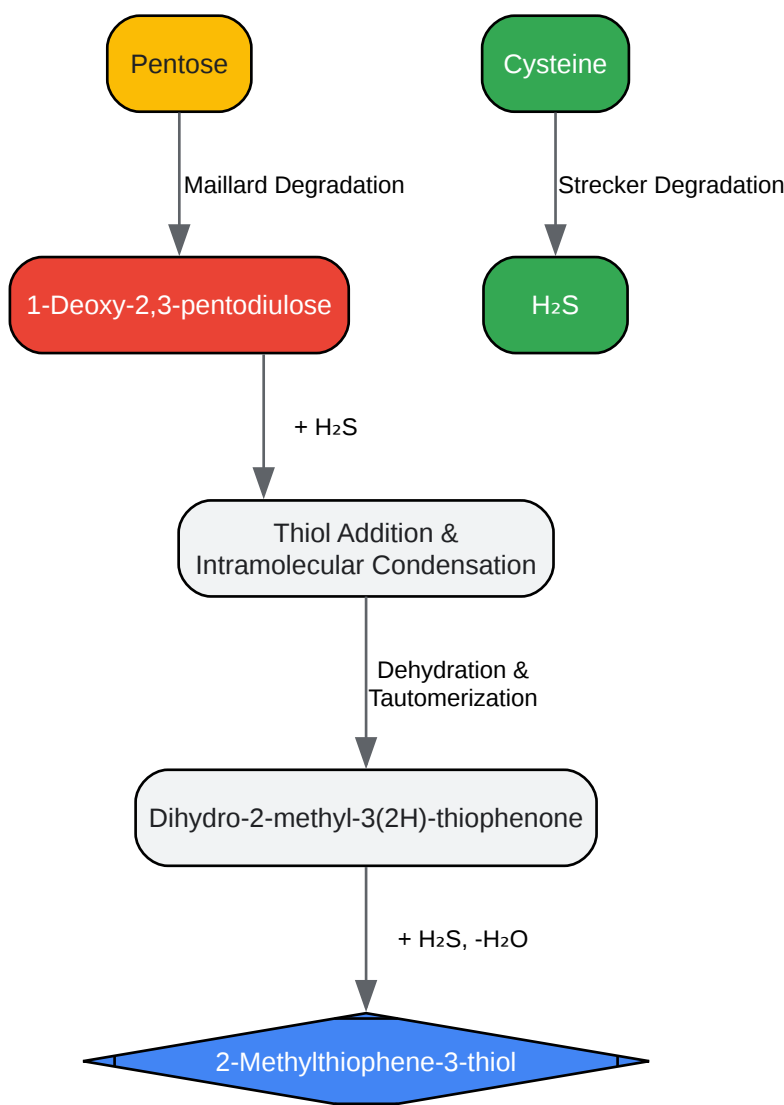 Pentose
Cysteine
Maillard Degradation
Strecker Degradation
1-Deoxy-2,3-pentodiulose
H₂S
+ H₂S
Thiol Addition &
Intramolecular Condensation
Dehydration &
Tautomerization
Dihydro-2-methyl-3(2H)-thiophenone
+ H₂S, -H₂O
2-Methylthiophene-3-thiol